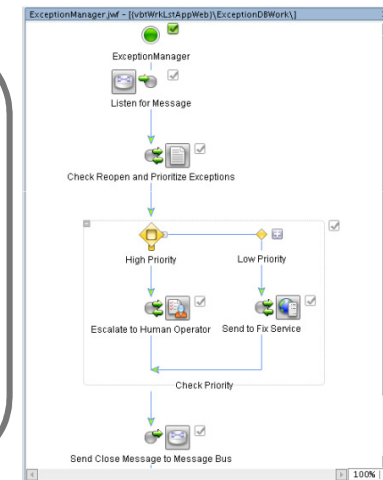 ExceptionManager.jwf - [{vbtWrkLstAppWeb}\ExceptionDBWork\]
ExceptionManager
Listen for Message
Check Reopen and Prioritize Exceptions
High Priority
Low Priority
Escalate to Human Operator
Send to Fix Service
Check Priority
Send Close Message to Message Bus
100%